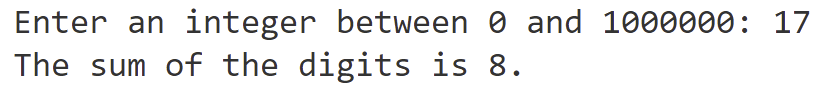 Enter an integer between 0 and 1000000: 17
The sum of the digits is 8.